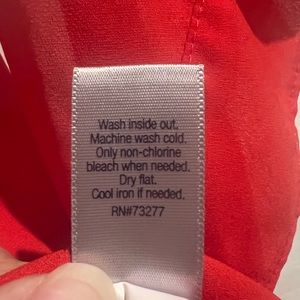 Wash inside out.
Machine wash cold.
Only non-chlorine
bleach when needed.
Dry flat.
Cool iron if needed.
RN#73277